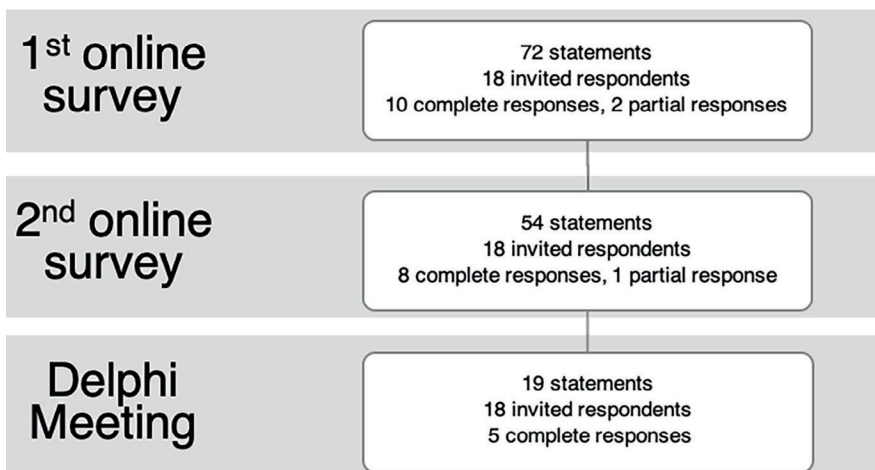 1st online
survey
72 statements
18 invited respondents
10 complete responses, 2 partial responses
2nd online
survey
54 statements
18 invited respondents
8 complete responses, 1 partial response
Delphi
Meeting
19 statements
18 invited respondents
5 complete responses